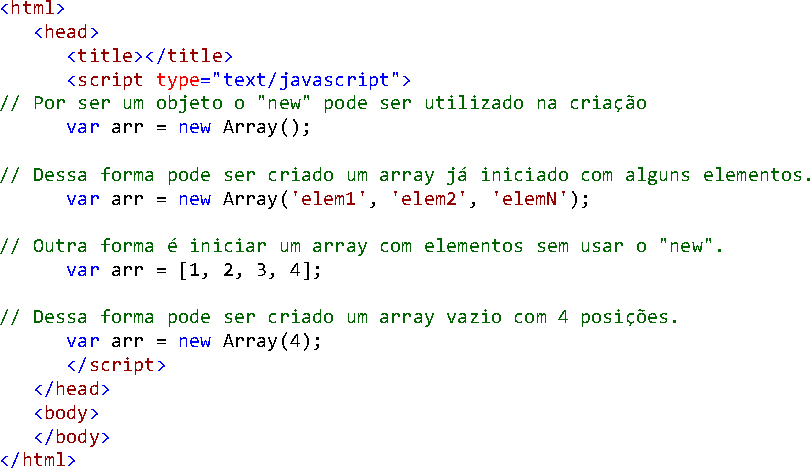 <html>
<head>
<title></title>
<script type="text/javascript">
// Por ser um objeto o "new" pode ser utilizado na criação
var arr = new Array();
// Dessa forma pode ser criado um array já iniciado com alguns elementos.
var arr = new Array('elem1', 'elem2', 'elemN');
// Outra forma é iniciar um array com elementos sem usar o "new".
var arr = [1, 2, 3, 4];
// Dessa forma pode ser criado um array vazio com 4 posições.
var arr = new Array(4);
</script>
</head>
<body>
</body>
</html>